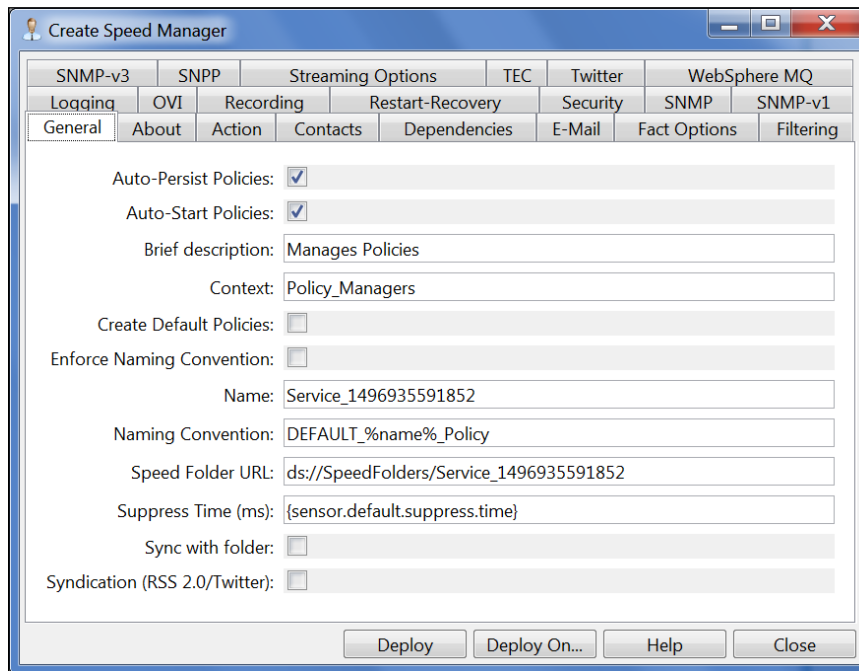 Create Speed Manager
SNMP-v3 SNPP Streaming Options TEC Twitter WebSphere MQ
Logging OVI Recording Restart-Recovery Security SNMP SNMP-v1
General About Action Contacts Dependencies E-Mail Fact Options Filtering
Auto-Persist Policies:
Auto-Start Policies:
Brief description: Manages Policies
Context: Policy_Managers
Create Default Policies:
Enforce Naming Convention:
Name: Service_1496935591852
Naming Convention: DEFAULT_%name%_Policy
Speed Folder URL: ds://SpeedFolders/Service_1496935591852
Suppress Time (ms): {sensor.default.suppress.time}
Sync with folder:
Syndication (RSS 2.0/Twitter):
Deploy Deploy On... Help Close